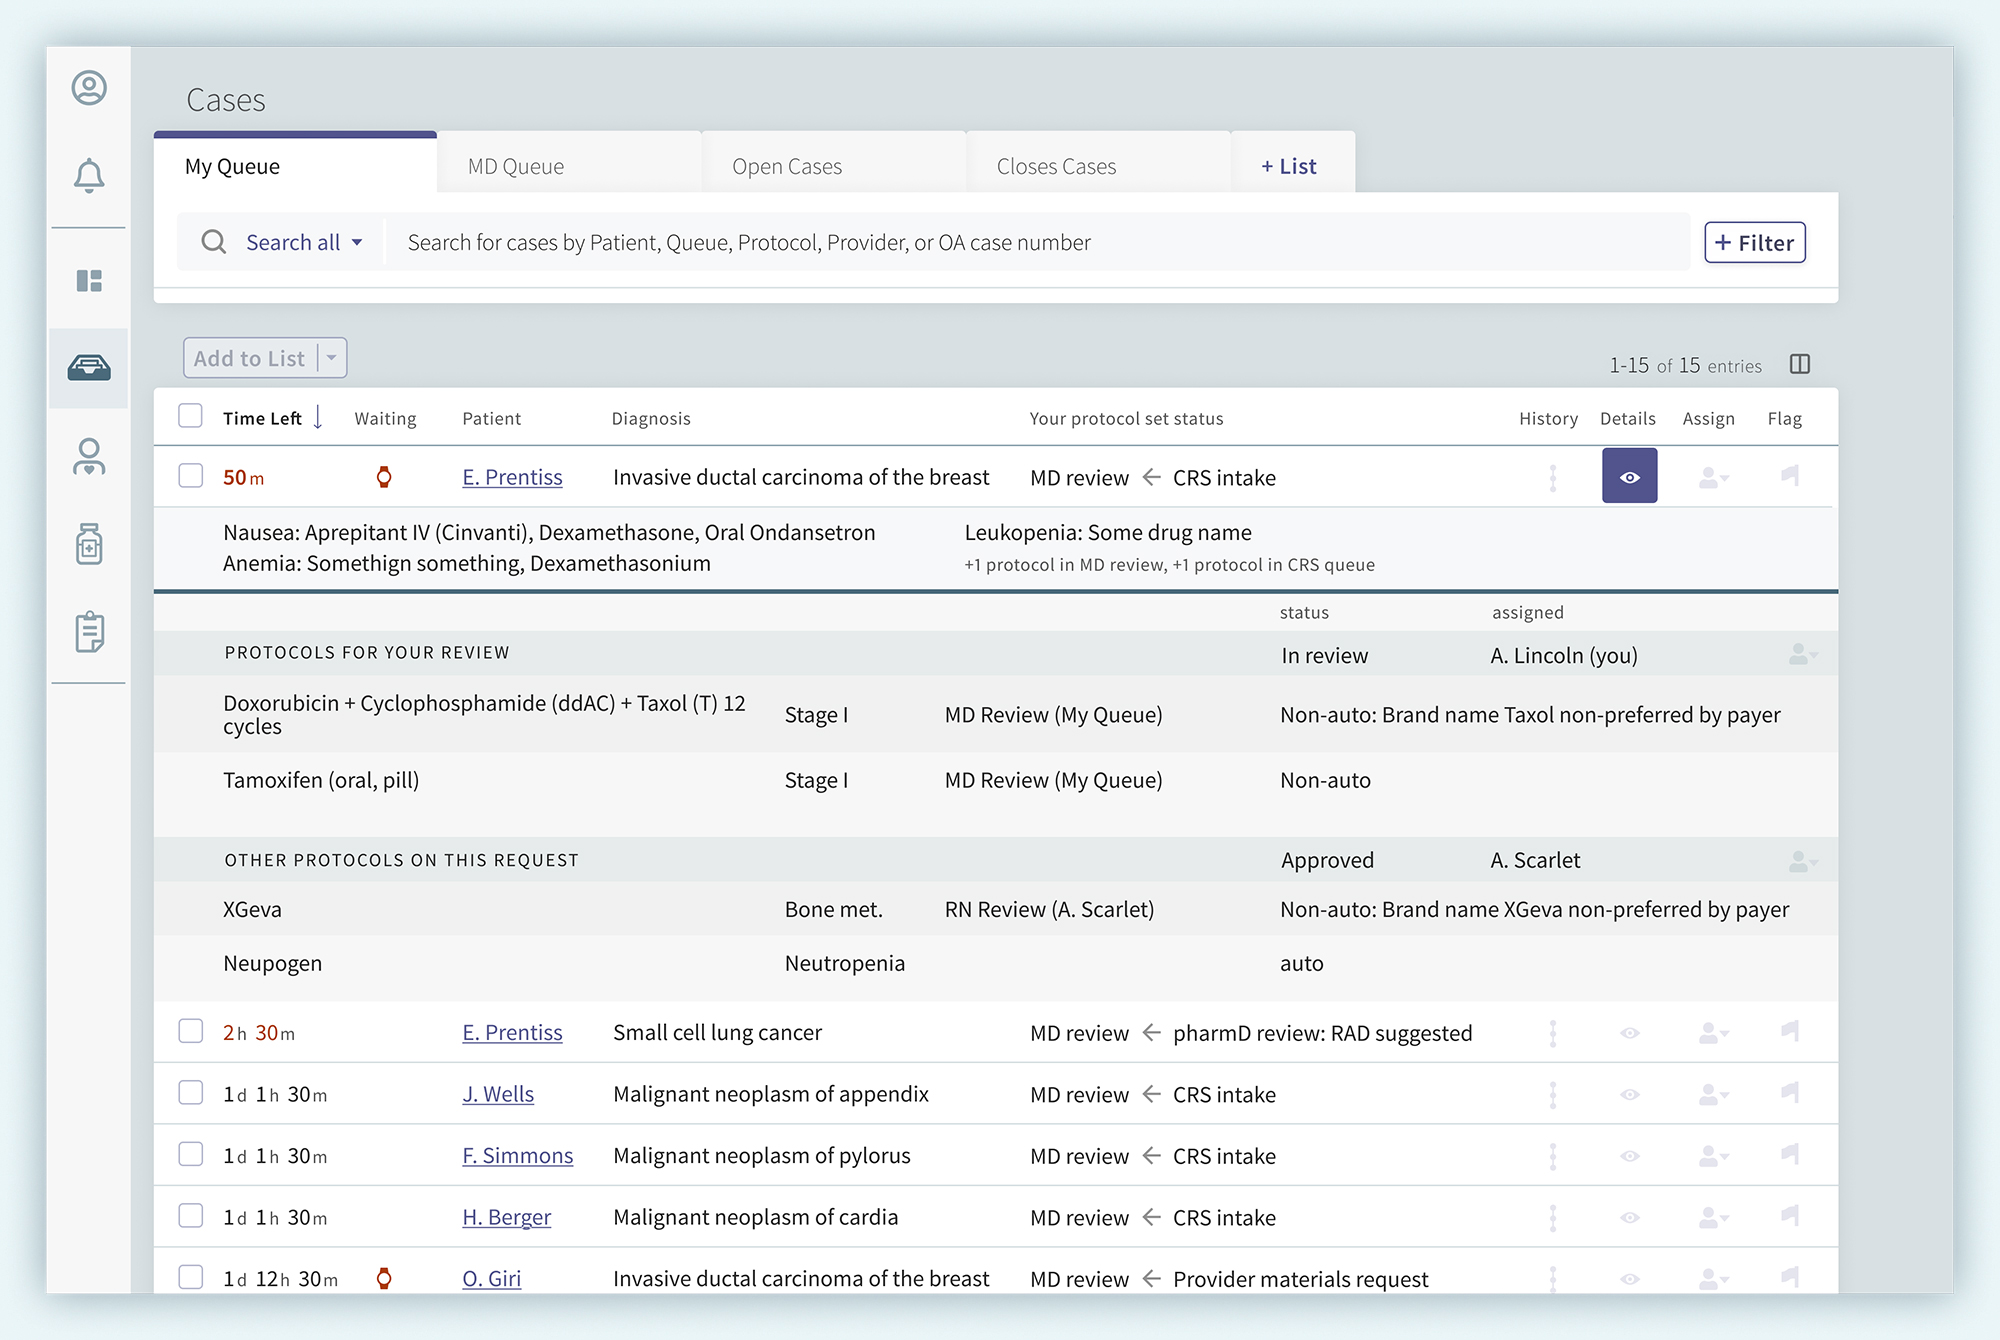 Cases
My Queue MD Queue Open Cases Closes Cases + List
Search all Search for cases by Patient, Queue, Protocol, Provider, or OA case number + Filter
Add to List 1-15 of 15 entries
Time Left ↓ Waiting Patient Diagnosis Your protocol set status History Details Assign Flag
50m E. Prentiss Invasive ductal carcinoma of the breast MD review ← CRS intake
Nausea: Aprepitant IV (Cinvanti), Dexamethasone, Oral Ondansetron Leukopenia: Some drug name
Anemia: Somethign something, Dexamethasonium +1 protocol in MD review, +1 protocol in CRS queue
status assigned
PROTOCOLS FOR YOUR REVIEW In review A. Lincoln (you)
Doxorubicin + Cyclophosphamide (ddAC) + Taxol (T) 12
cycles Stage I MD Review (My Queue) Non-auto: Brand name Taxol non-preferred by payer
Tamoxifen (oral, pill) Stage I MD Review (My Queue) Non-auto
OTHER PROTOCOLS ON THIS REQUEST Approved A. Scarlet
XGeva Bone met. RN Review (A. Scarlet) Non-auto: Brand name XGeva non-preferred by payer
Neupogen Neutropenia auto
2h 30m E. Prentiss Small cell lung cancer MD review ← pharmD review: RAD suggested
1d 1h 30m J. Wells Malignant neoplasm of appendix MD review ← CRS intake
1d 1h 30m F. Simmons Malignant neoplasm of pylorus MD review ← CRS intake
1d 1h 30m H. Berger Malignant neoplasm of cardia MD review ← CRS intake
1d 12h 30m O. Giri Invasive ductal carcinoma of the breast MD review ← Provider materials request